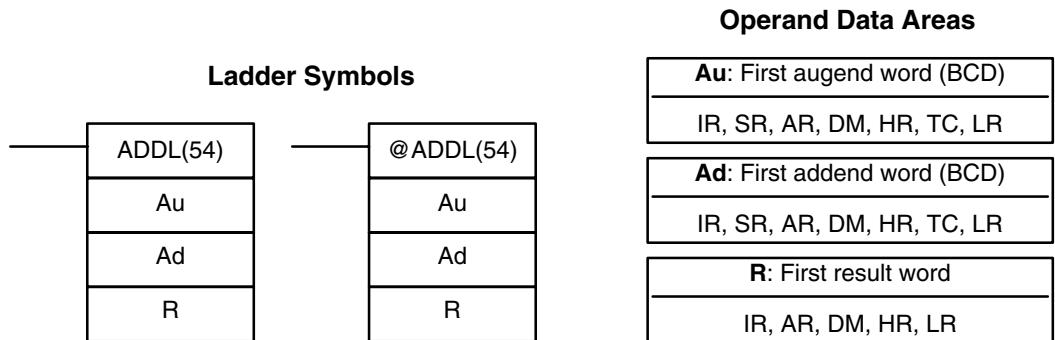 Operand Data Areas
Ladder Symbols
Au: First augend word (BCD)
IR, SR, AR, DM, HR, TC, LR
ADDL(54)
@ADDL(54)
Au
Au
Ad: First addend word (BCD)
IR, SR, AR, DM, HR, TC, LR
Ad
Ad
R
R
R: First result word
IR, AR, DM, HR, LR